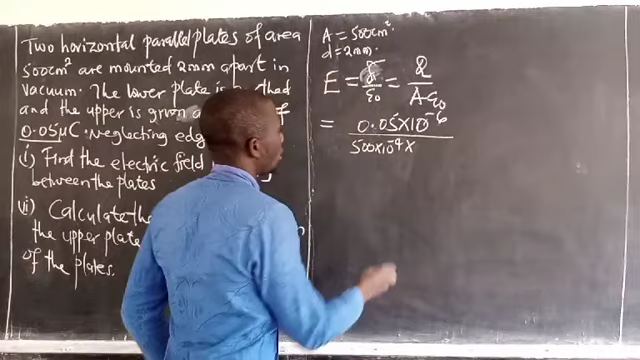 Two horizontal parallel plates of area
500cm² are mounted 2mm apart in
vacuum. The lower plate is
and the upper is given
0.05μC. neglecting
(i) Find the electric field
between the plates
(ii) Calculate
the upper plate
of the plates.
A = 500cm²
d = 2mm
E = δ/ε₀ = Q/Aε₀
= 0.05×10⁻⁶
500×10⁻⁴×